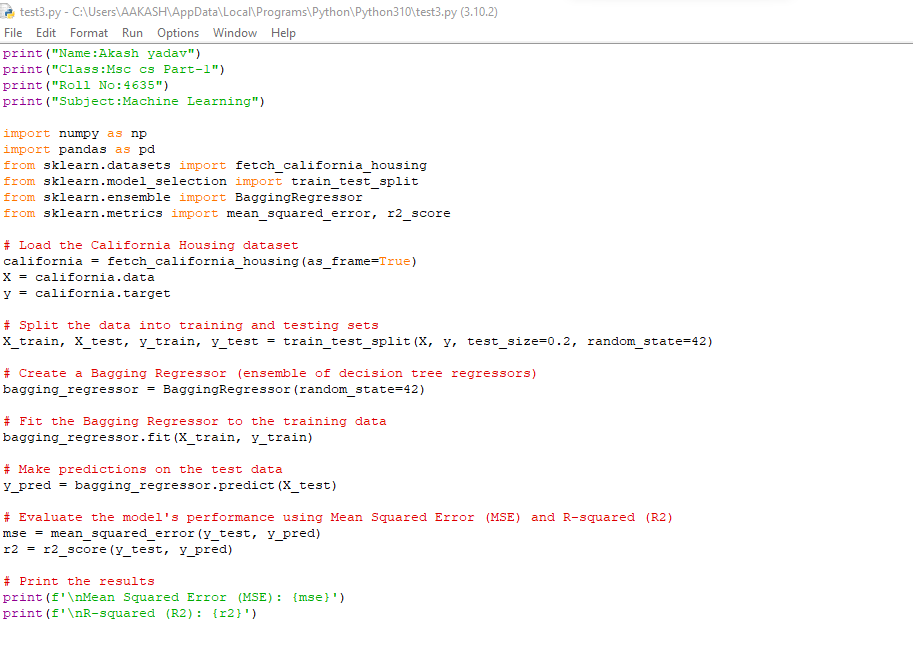 test3.py - C:\Users\AAKASH\AppData\Local\Programs\Python\Python310\test3.py (3.10.2)
File Edit Format Run Options Window Help
print("Name:Akash yadav")
print("Class:Msc cs Part-1")
print("Roll No:4635")
print("Subject:Machine Learning")
import numpy as np
import pandas as pd
from sklearn.datasets import fetch_california_housing
from sklearn.model_selection import train_test_split
from sklearn.ensemble import BaggingRegressor
from sklearn.metrics import mean_squared_error, r2_score
# Load the California Housing dataset
california = fetch_california_housing(as_frame=True)
X = california.data
y = california.target
# Split the data into training and testing sets
X_train, X_test, y_train, y_test = train_test_split(X, y, test_size=0.2, random_state=42)
# Create a Bagging Regressor (ensemble of decision tree regressors)
bagging_regressor = BaggingRegressor(random_state=42)
# Fit the Bagging Regressor to the training data
bagging_regressor.fit(X_train, y_train)
# Make predictions on the test data
y_pred = bagging_regressor.predict(X_test)
# Evaluate the model's performance using Mean Squared Error (MSE) and R-squared (R2)
mse = mean_squared_error(y_test, y_pred)
r2 = r2_score(y_test, y_pred)
# Print the results
print(f'\nMean Squared Error (MSE): {mse}')
print(f'\nR-squared (R2): {r2}')